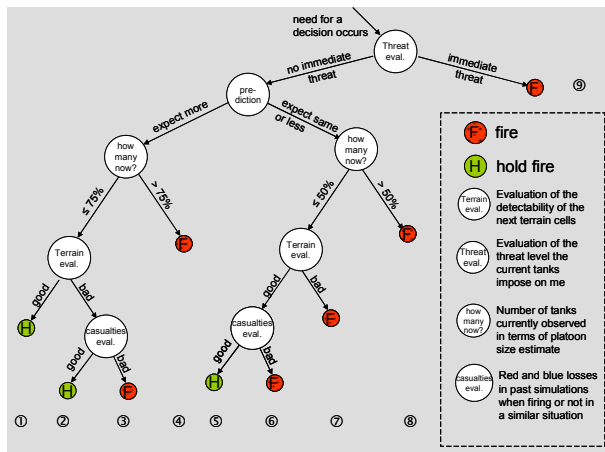 need for a
decision occurs
Threat
eval.
no immediate
threat
immediate
threat
F
⑨
pre-
diction
expect more
expect same
or less
how
many
now?
how
many
now?
≤ 75%
> 75%
≤ 50%
> 50%
F
F
Terrain
eval.
Terrain
eval.
good
bad
good
bad
H
casualties
eval.
casualties
eval.
F
good
bad
good
bad
H
F
H
F
①
②
③
④
⑤
⑥
⑦
⑧
F
fire
H
hold fire
Terrain
eval.
Evaluation of the
detectability of the
next terrain cells
Threat
eval.
Evaluation of the
threat level the
current tanks
impose on me
how
many
now?
Number of tanks
currently observed
in terms of platoon
size estimate
casualties
eval.
Red and blue losses
in past simulations
when firing or not in
a similar situation